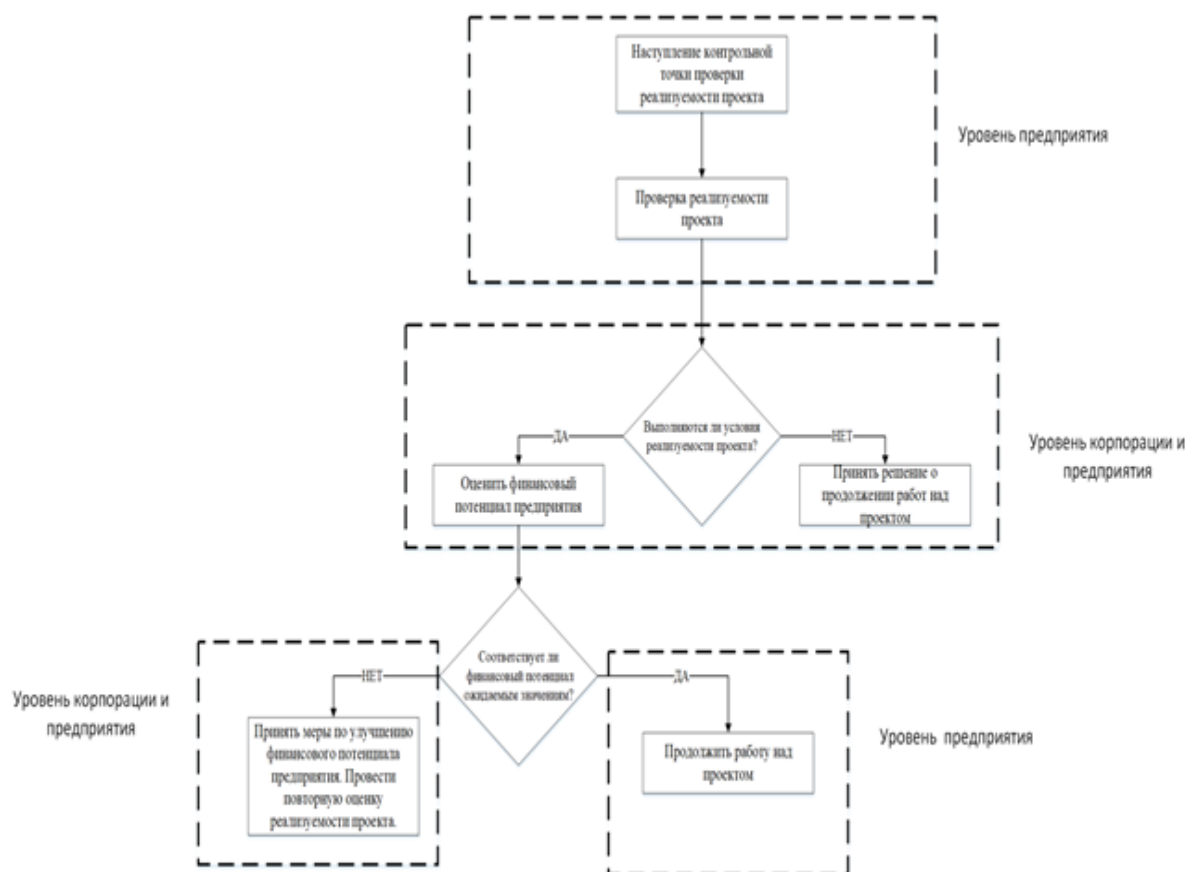 Наступление контрольной
точки проверки
реализуемости проекта
Уровень предприятия
Проверка реализуемости
проекта
Выполняются ли условия
реализуемости проекта?
ДА
НЕТ
Уровень корпорации и
предприятия
Оценить финансовый
потенциал предприятия
Принять решение о
продолжении работ над
проектом
Соответствует ли
финансовый потенциал
ожидаемым значениям?
НЕТ
ДА
Уровень корпорации и
предприятия
Принять меры по улучшению
финансового потенциала
предприятия. Провести
повторную оценку
реализуемости проекта.
Продолжить работу над
проектом
Уровень предприятия